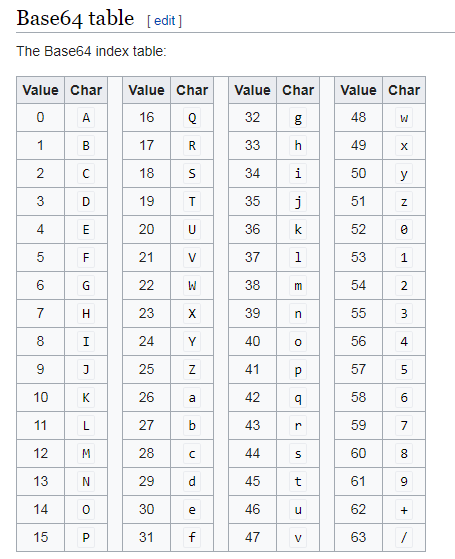 Base64 table [ edit ]
The Base64 index table:
Value Char Value Char Value Char Value Char
0 A 16 Q 32 g 48 w
1 B 17 R 33 h 49 x
2 C 18 S 34 i 50 y
3 D 19 T 35 j 51 z
4 E 20 U 36 k 52 0
5 F 21 V 37 l 53 1
6 G 22 W 38 m 54 2
7 H 23 X 39 n 55 3
8 I 24 Y 40 o 56 4
9 J 25 Z 41 p 57 5
10 K 26 a 42 q 58 6
11 L 27 b 43 r 59 7
12 M 28 c 44 s 60 8
13 N 29 d 45 t 61 9
14 O 30 e 46 u 62 +
15 P 31 f 47 v 63 /